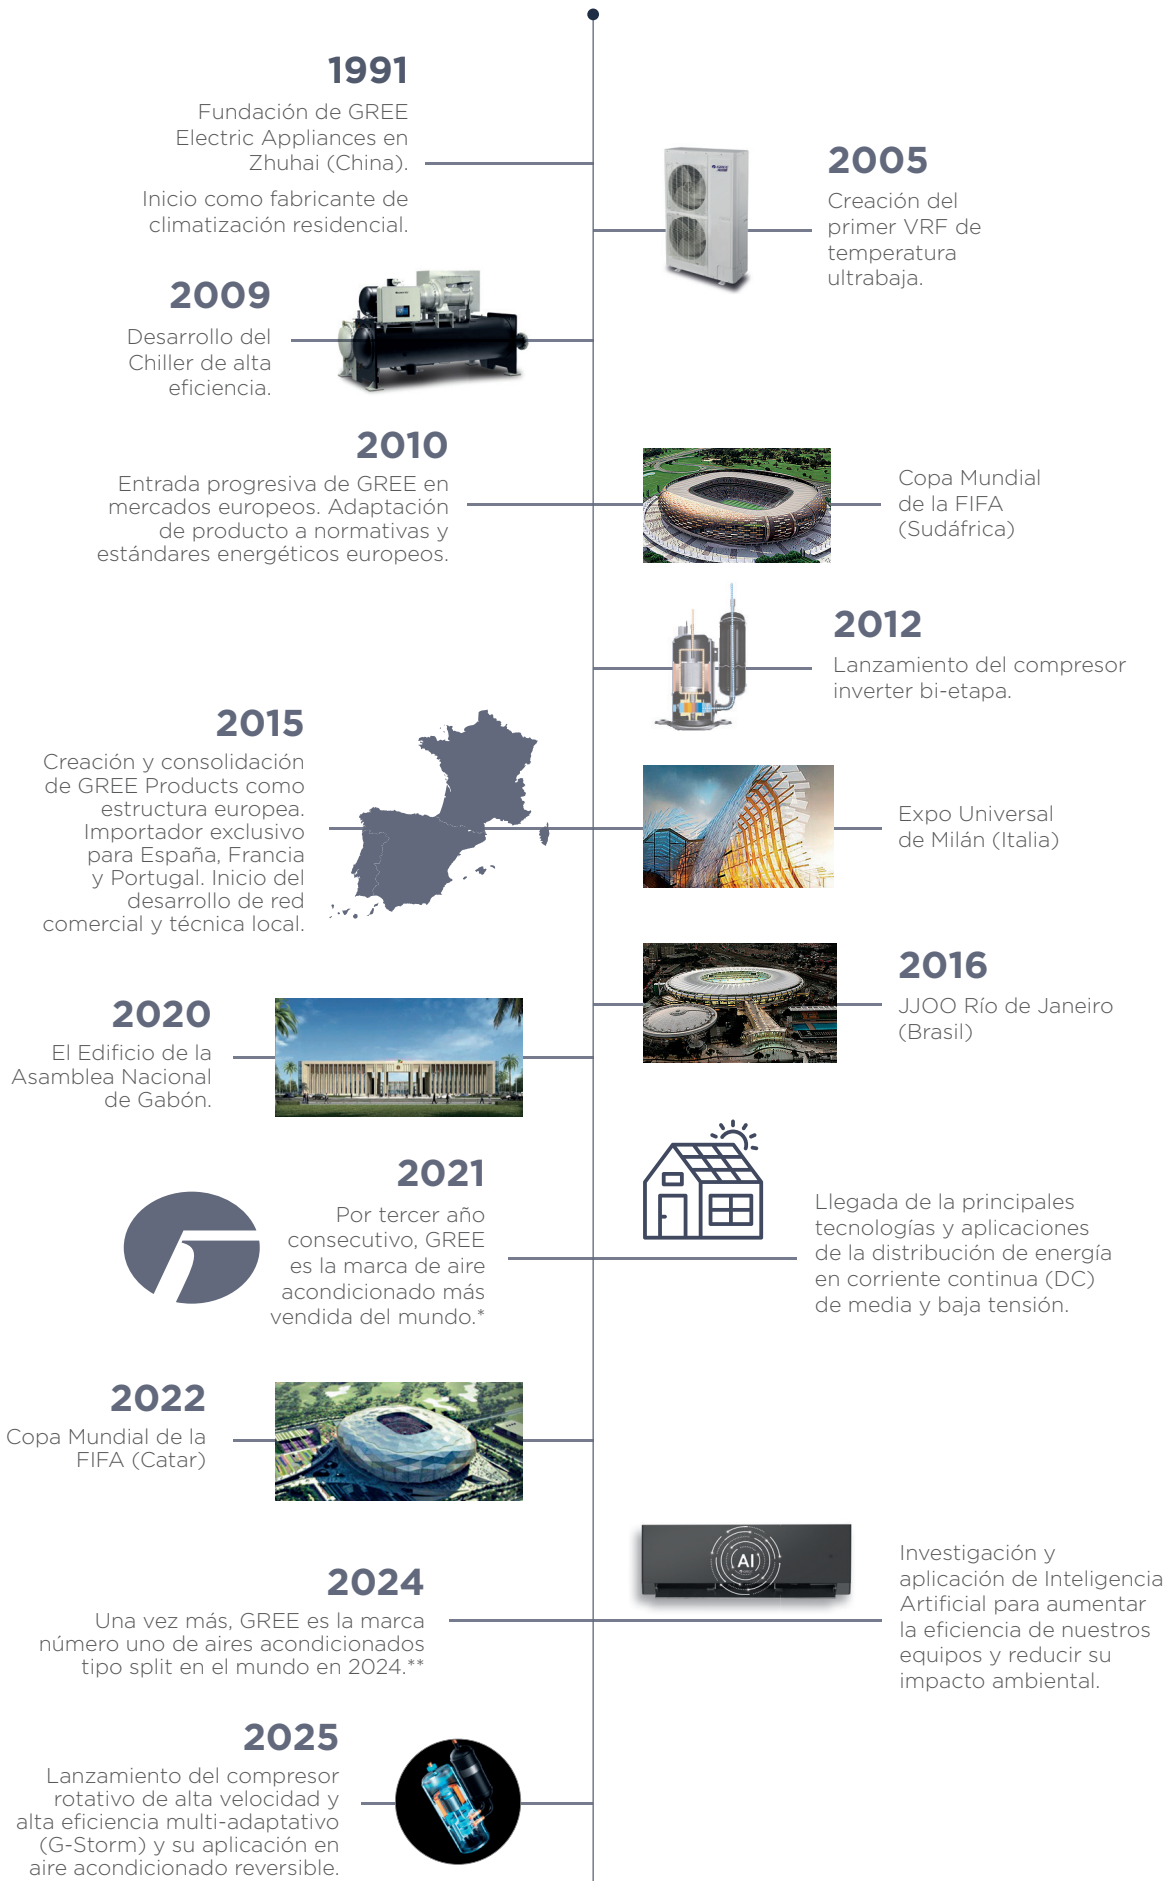 1991
Fundación de GREE
Electric Appliances en
Zhuhai (China).
Inicio como fabricante de
climatización residencial.
2005
Creación del
primer VRF de
temperatura
ultrabaja.
2009
Desarrollo del
Chiller de alta
eficiencia.
2010
Entrada progresiva de GREE en
mercados europeos. Adaptación
de producto a normativas y
estándares energéticos europeos.
Copa Mundial
de la FIFA
(Sudáfrica)
2012
Lanzamiento del compresor
inverter bi-etapa.
2015
Creación y consolidación
de GREE Products como
estructura europea.
Importador exclusivo
para España, Francia
y Portugal. Inicio del
desarrollo de red
comercial y técnica local.
Expo Universal
de Milán (Italia)
2016
JJOO Río de Janeiro
(Brasil)
2020
El Edificio de la
Asamblea Nacional
de Gabón.
2021
Por tercer año
consecutivo, GREE
es la marca de aire
acondicionado más
vendida del mundo.*
Llegada de la principales
tecnologías y aplicaciones
de la distribución de energía
en corriente continua (DC)
de media y baja tensión.
2022
Copa Mundial de la
FIFA (Catar)
AI
2024
Una vez más, GREE es la marca
número uno de aires acondicionados
tipo split en el mundo en 2024.**
Investigación y
aplicación de Inteligencia
Artificial para aumentar
la eficiencia de nuestros
equipos y reducir su
impacto ambiental.
2025
Lanzamiento del compresor
rotativo de alta velocidad y
alta eficiencia multi-adaptativo
(G-Storm) y su aplicación en
aire acondicionado reversible.